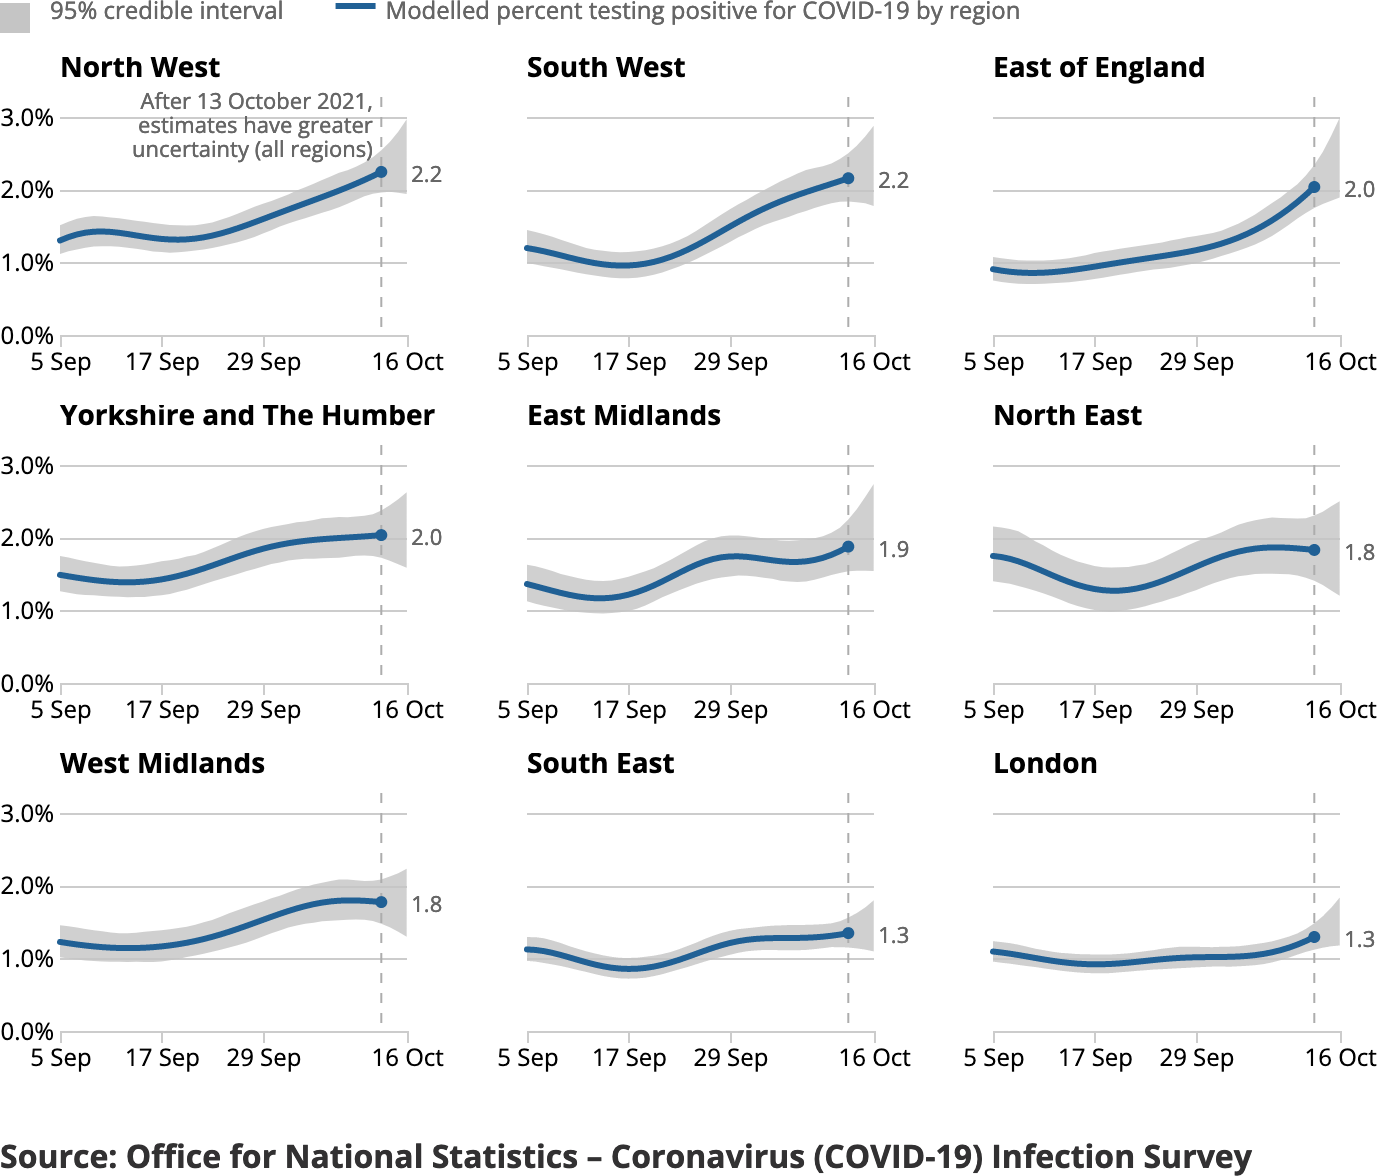 95% credible interval
Modelled percent testing positive for COVID-19 by region
North West
South West
East of England
After 13 October 2021,
estimates have greater
uncertainty (all regions)
3.0%
2.0%
1.0%
0.0%
2.2
2.2
2.0
5 Sep 17 Sep 29 Sep 16 Oct
5 Sep 17 Sep 29 Sep 16 Oct
5 Sep 17 Sep 29 Sep 16 Oct
Yorkshire and The Humber
East Midlands
North East
3.0%
2.0%
1.0%
0.0%
2.0
1.9
1.8
5 Sep 17 Sep 29 Sep 16 Oct
5 Sep 17 Sep 29 Sep 16 Oct
5 Sep 17 Sep 29 Sep 16 Oct
West Midlands
South East
London
3.0%
2.0%
1.0%
0.0%
1.8
1.3
1.3
5 Sep 17 Sep 29 Sep 16 Oct
5 Sep 17 Sep 29 Sep 16 Oct
5 Sep 17 Sep 29 Sep 16 Oct
Source: Office for National Statistics – Coronavirus (COVID-19) Infection Survey